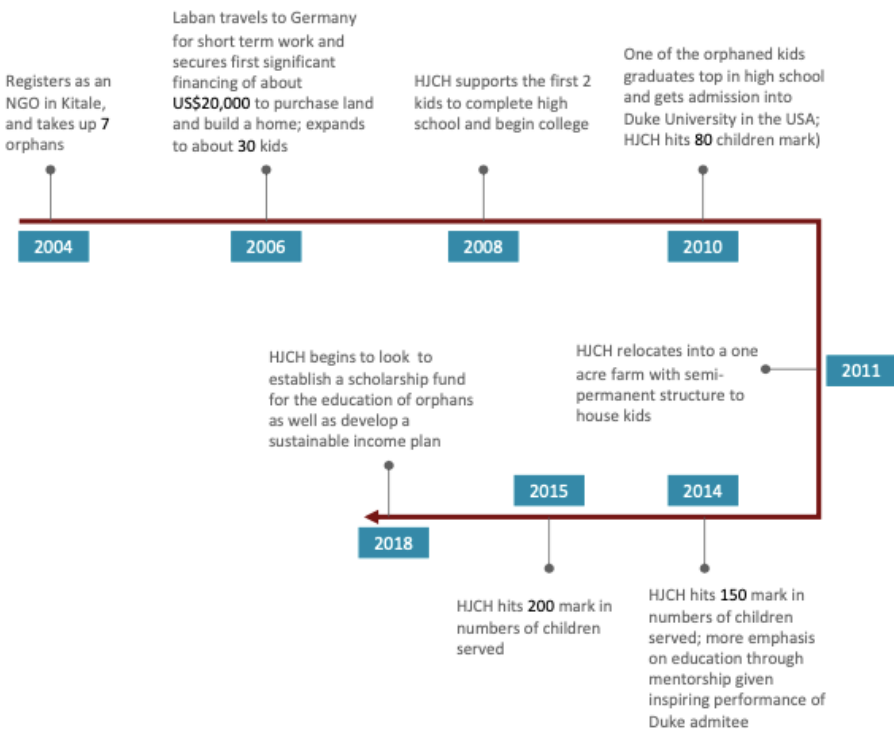 Registers as an
NGO in Kitale,
and takes up 7
orphans
2004
Laban travels to Germany
for short term work and
secures first significant
financing of about
US$20,000 to purchase land
and build a home; expands
to about 30 kids
2006
HJCH supports the first 2
kids to complete high
school and begin college
2008
One of the orphaned kids
graduates top in high school
and gets admission into
Duke University in the USA;
HJCH hits 80 children mark)
2010
HJCH relocates into a one
acre farm with semi-
permanent structure to
house kids
2011
2014
HJCH hits 150 mark in
numbers of children
served; more emphasis
on education through
mentorship given
inspiring performance of
Duke admitee
2015
HJCH hits 200 mark in
numbers of children
served
HJCH begins to look to
establish a scholarship fund
for the education of orphans
as well as develop a
sustainable income plan
2018